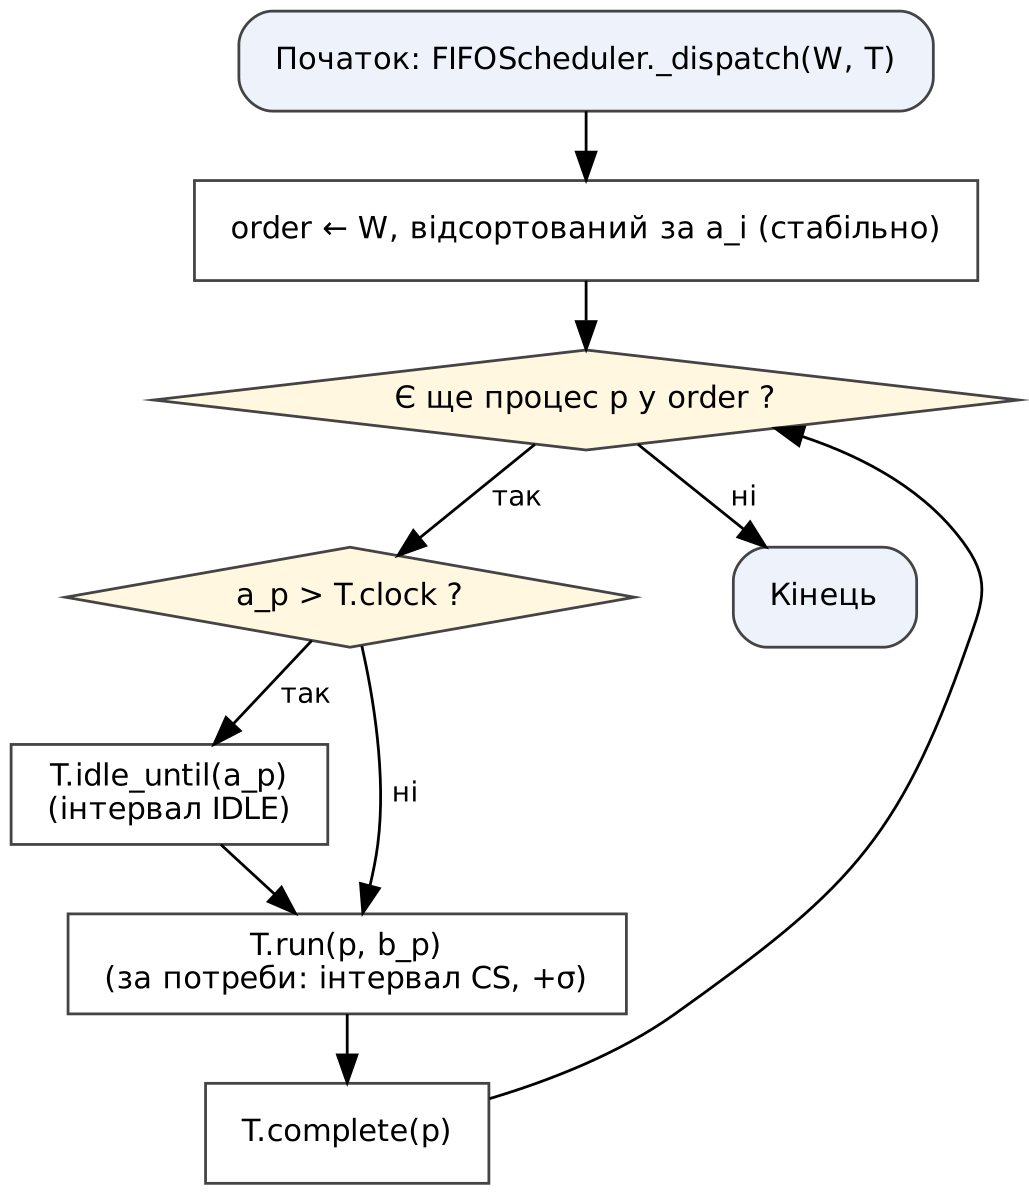 Початок: FIFOScheduler._dispatch(W, T)
order ← W, відсортований за a_i (стабільно)
Є ще процес p у order ?
так
ні
a_p > T.clock ?
Кінець
так
T.idle_until(a_p)
(інтервал IDLE)
ні
T.run(p, b_p)
(за потреби: інтервал CS, +σ)
T.complete(p)